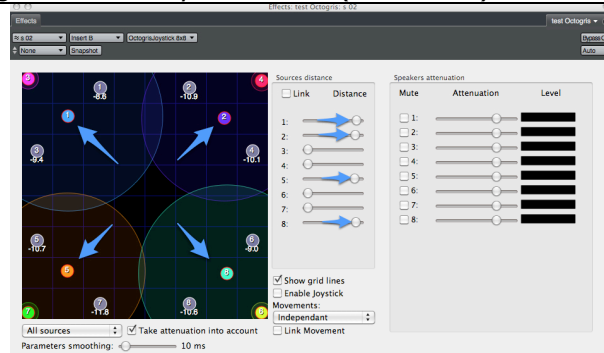 Effects: test Octogris: s 02
Effects
test Octogris
s 02 Insert B OctogrisJoystick 8x8 Bypass
None Snapshot Auto
Sources distance Speakers attenuation
Link Distance Mute Attenuation Level
3 4
1 2
-8.6 -10.9
1 2
3 4
-9.4 -10.1
5 6
-10.7 -9.0
7 8
-11.8 -10.6
7
1: 1:
2: 2:
3: 3:
4: 4:
5: 5:
6: 6:
7: 7:
8: 8:
Show grid lines
Enable Joystick
Movements:
Independant
Link Movement
All sources Take attenuation into account
Parameters smoothing: 10 ms